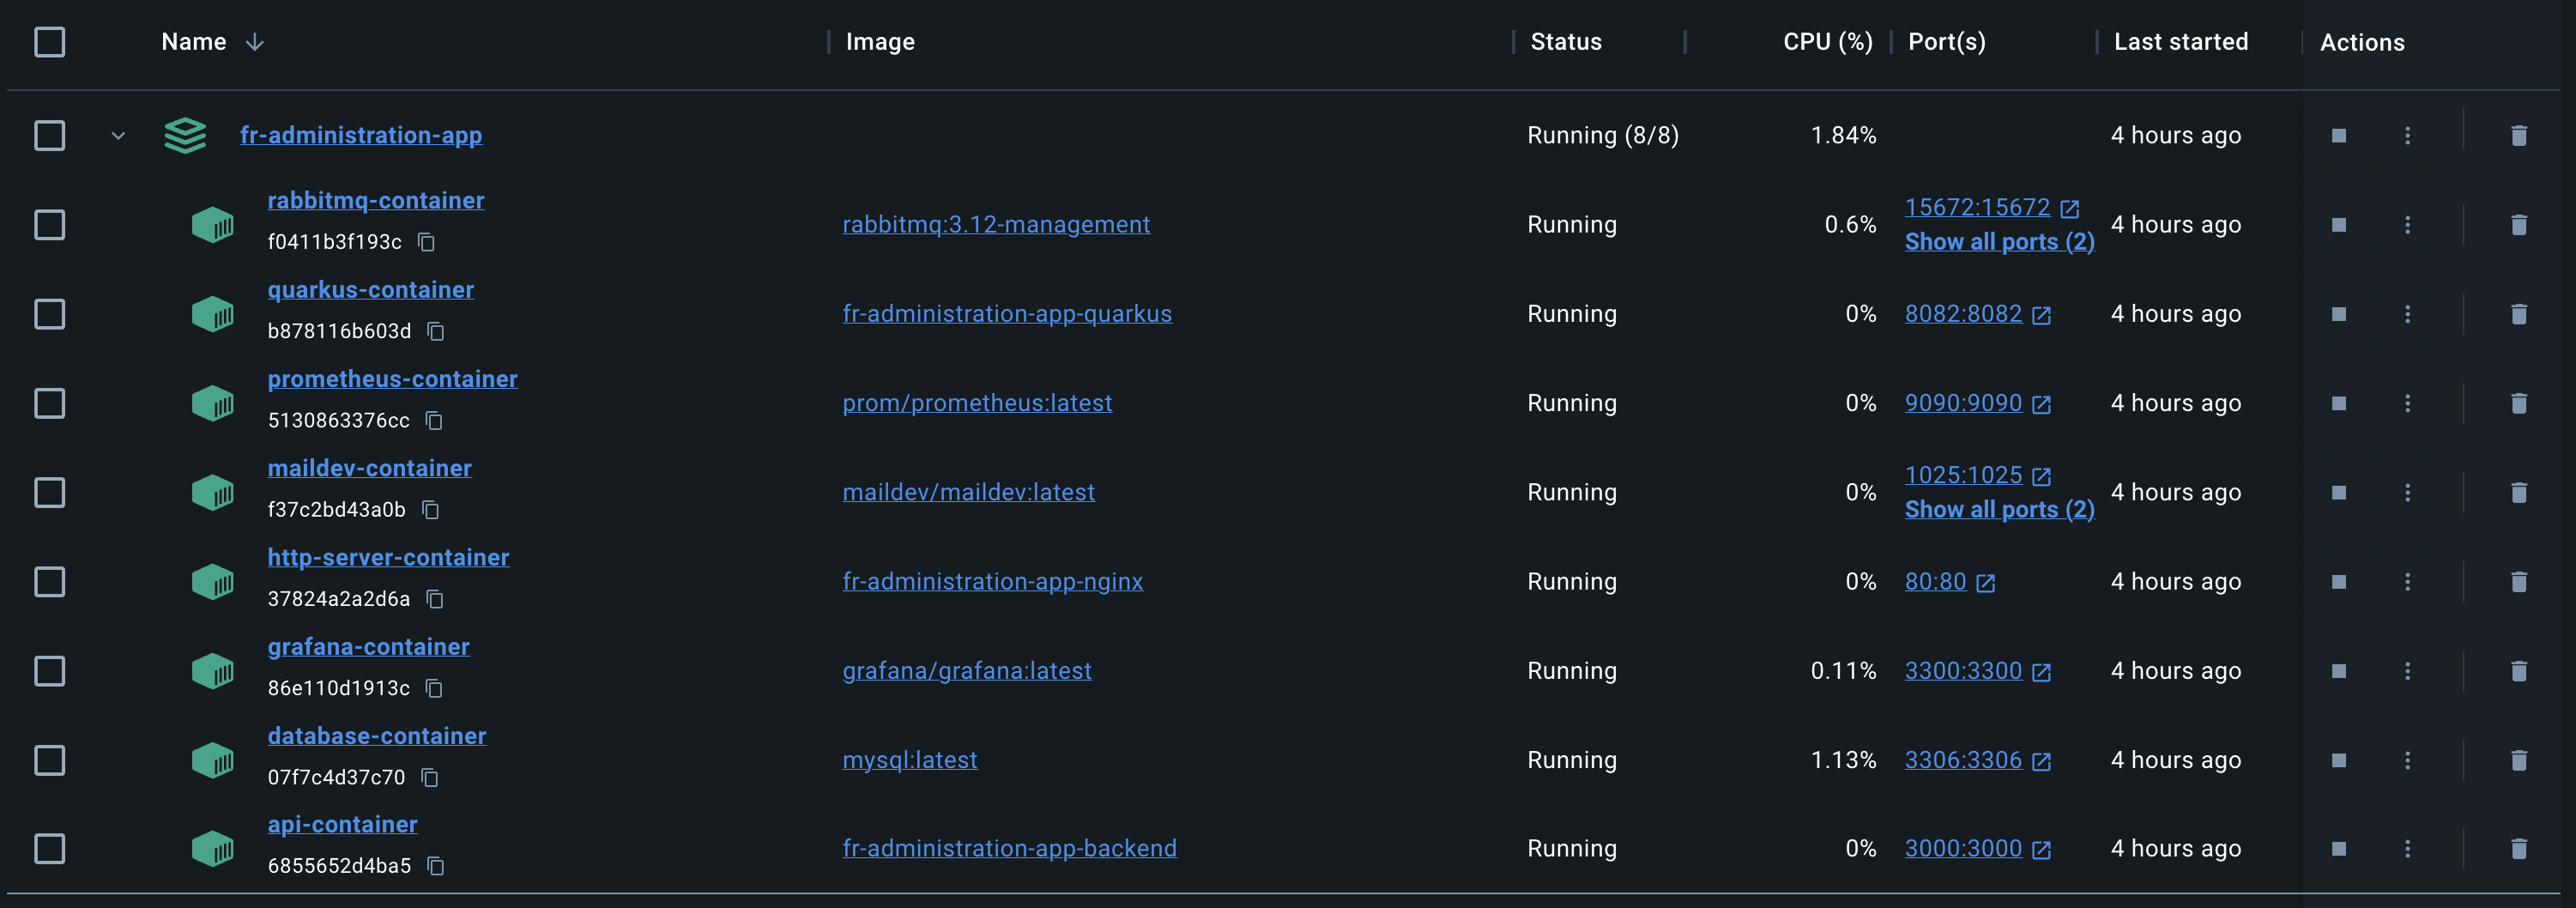 Name Image Status CPU (%) Port(s) Last started Actions
fr-administration-app Running (8/8) 1.84% 4 hours ago
rabbitmq-container
f0411b3f193c
rabbitmq:3.12-management Running 0.6% 15672:15672
Show all ports (2)
4 hours ago
quarkus-container
b878116b603d
fr-administration-app-quarkus Running 0% 8082:8082 4 hours ago
prometheus-container
5130863376cc
prom/prometheus:latest Running 0% 9090:9090 4 hours ago
maildev-container
f37c2bd43a0b
maildev/maildev:latest Running 0% 1025:1025
Show all ports (2)
4 hours ago
http-server-container
37824a2a2d6a
fr-administration-app-nginx Running 0% 80:80 4 hours ago
grafana-container
86e110d1913c
grafana/grafana:latest Running 0.11% 3300:3300 4 hours ago
database-container
07f7c4d37c70
mysql:latest Running 1.13% 3306:3306 4 hours ago
api-container
6855652d4ba5
fr-administration-app-backend Running 0% 3000:3000 4 hours ago